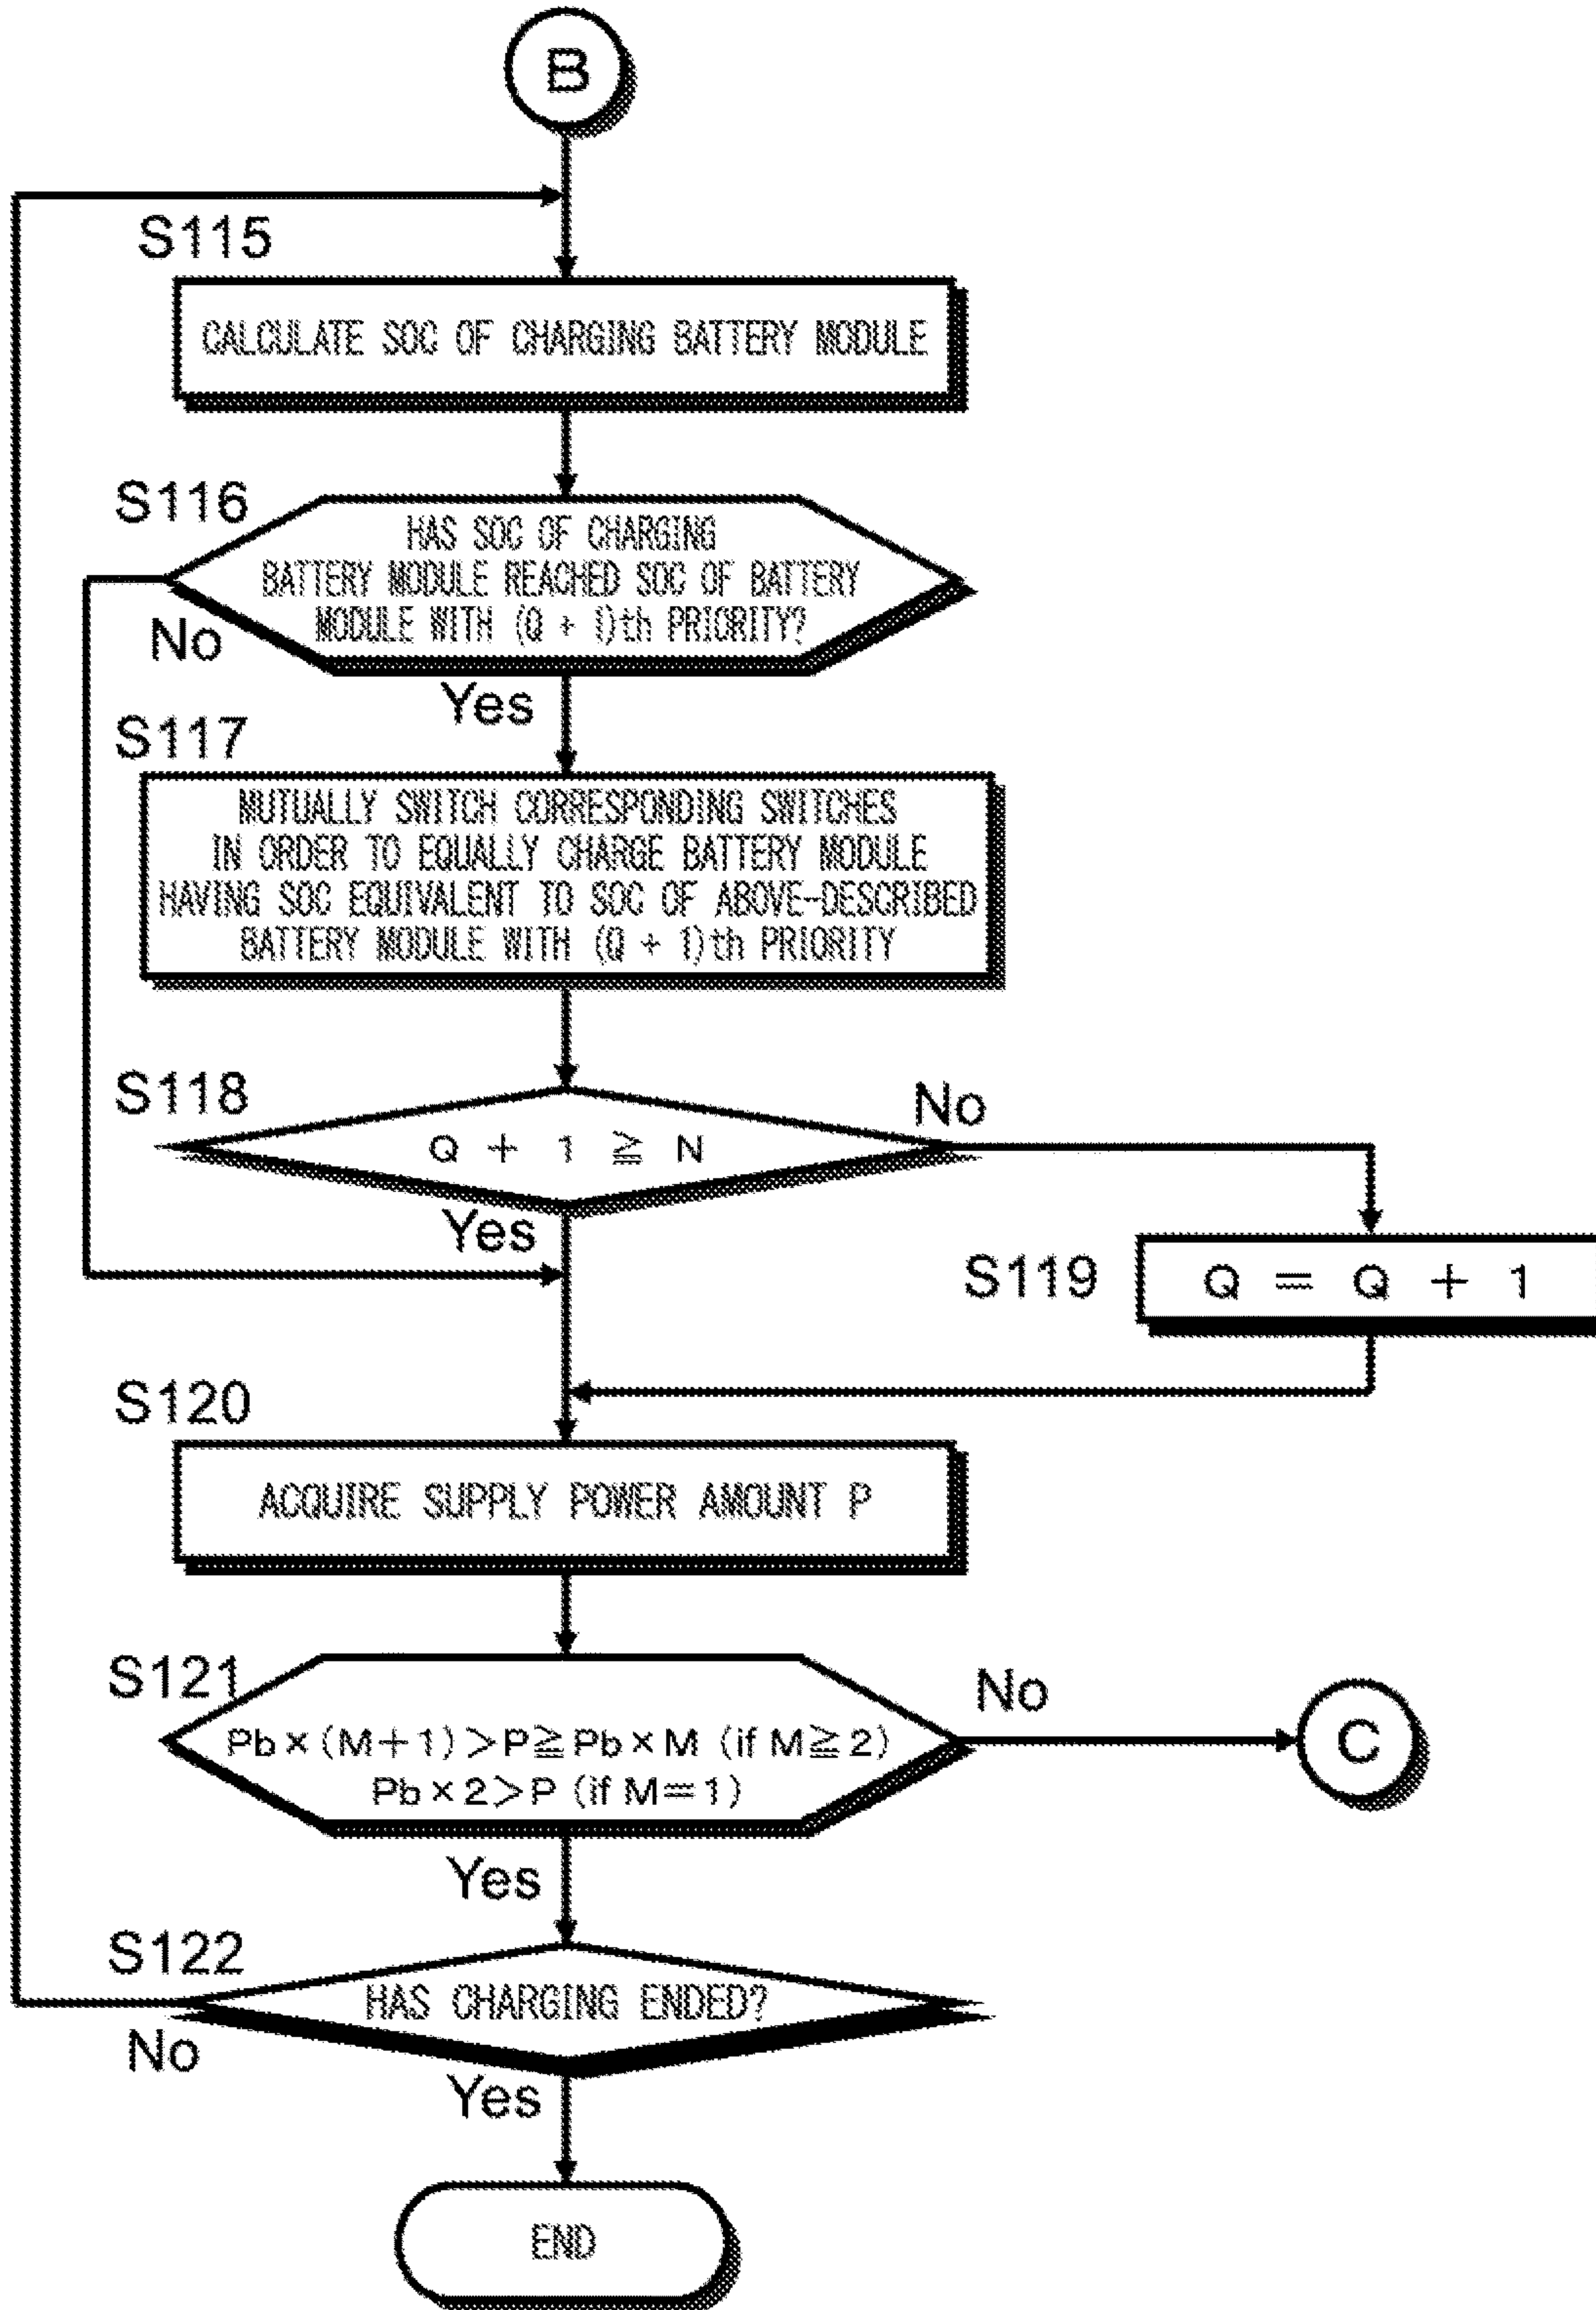 B
S115
CALCULATE SOC OF CHARGING BATTERY MODULE
S116
HAS SOC OF CHARGING
BATTERY MODULE REACHED SOC OF BATTERY
MODULE WITH (Q + 1)th PRIORITY?
No
Yes
S117
MUTUALLY SWITCH CORRESPONDING SWITCHES
IN ORDER TO EQUALLY CHARGE BATTERY MODULE
HAVING SOC EQUIVALENT TO SOC OF ABOVE-DESCRIBED
BATTERY MODULE WITH (Q + 1)th PRIORITY
S118
Q + 1 ≧ N
No
Yes
S119
Q = Q + 1
S120
ACQUIRE SUPPLY POWER AMOUNT P
S121
Pb×(M+1)>P≧Pb×M (if M≧2)
Pb×2>P (if M=1)
No
C
Yes
S122
HAS CHARGING ENDED?
No
Yes
END